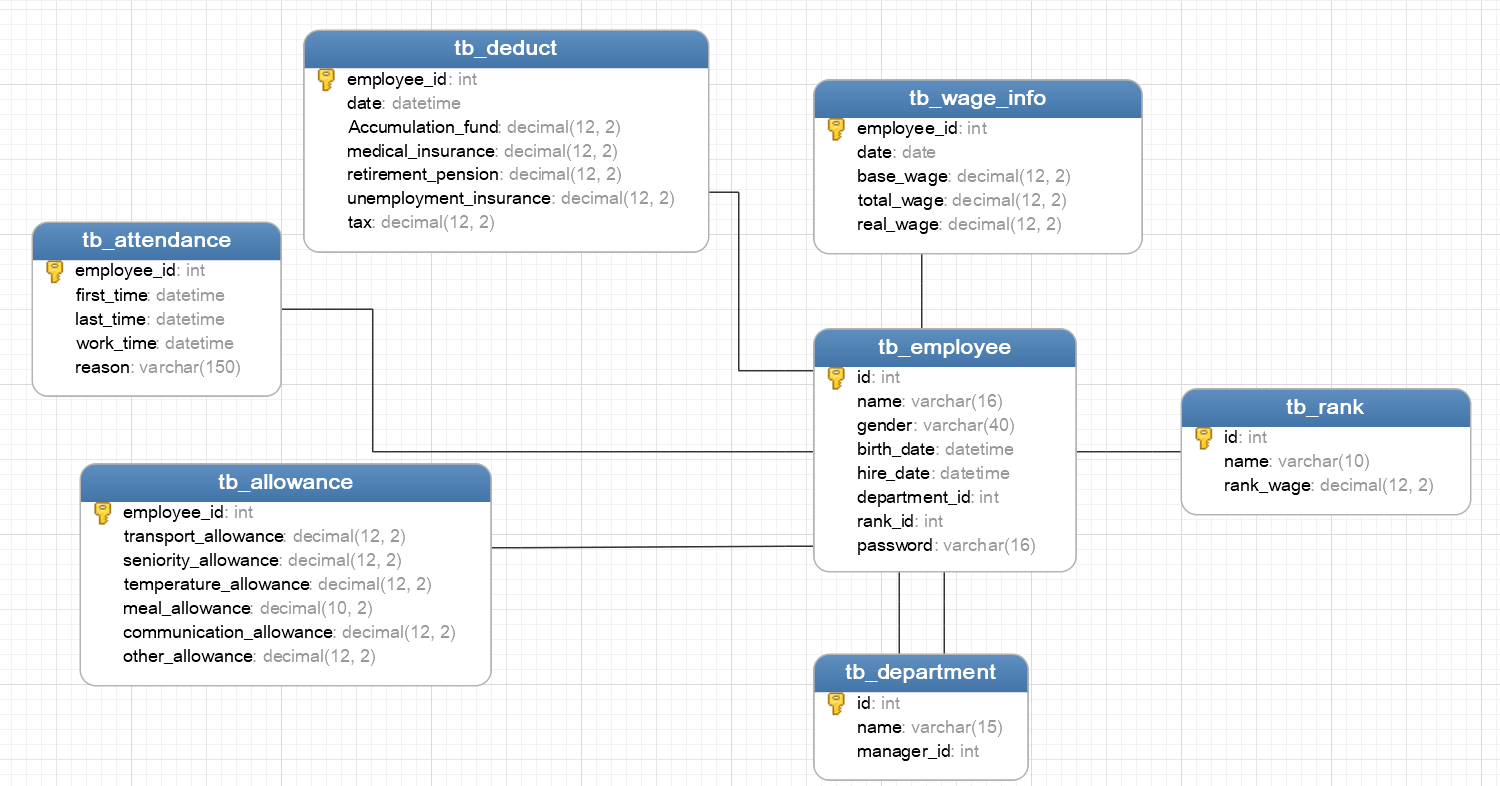 tb_deduct
employee_id: int
date: datetime
Accumulation_fund: decimal(12, 2)
medical_insurance: decimal(12, 2)
retirement_pension: decimal(12, 2)
unemployment_insurance: decimal(12, 2)
tax: decimal(12, 2)
tb_wage_info
employee_id: int
date: date
base_wage: decimal(12, 2)
total_wage: decimal(12, 2)
real_wage: decimal(12, 2)
tb_attendance
employee_id: int
first_time: datetime
last_time: datetime
work_time: datetime
reason: varchar(150)
tb_employee
id: int
name: varchar(16)
gender: varchar(40)
birth_date: datetime
hire_date: datetime
department_id: int
rank_id: int
password: varchar(16)
tb_rank
id: int
name: varchar(10)
rank_wage: decimal(12, 2)
tb_allowance
employee_id: int
transport_allowance: decimal(12, 2)
seniority_allowance: decimal(12, 2)
temperature_allowance: decimal(12, 2)
meal_allowance: decimal(10, 2)
communication_allowance: decimal(12, 2)
other_allowance: decimal(12, 2)
tb_department
id: int
name: varchar(15)
manager_id: int